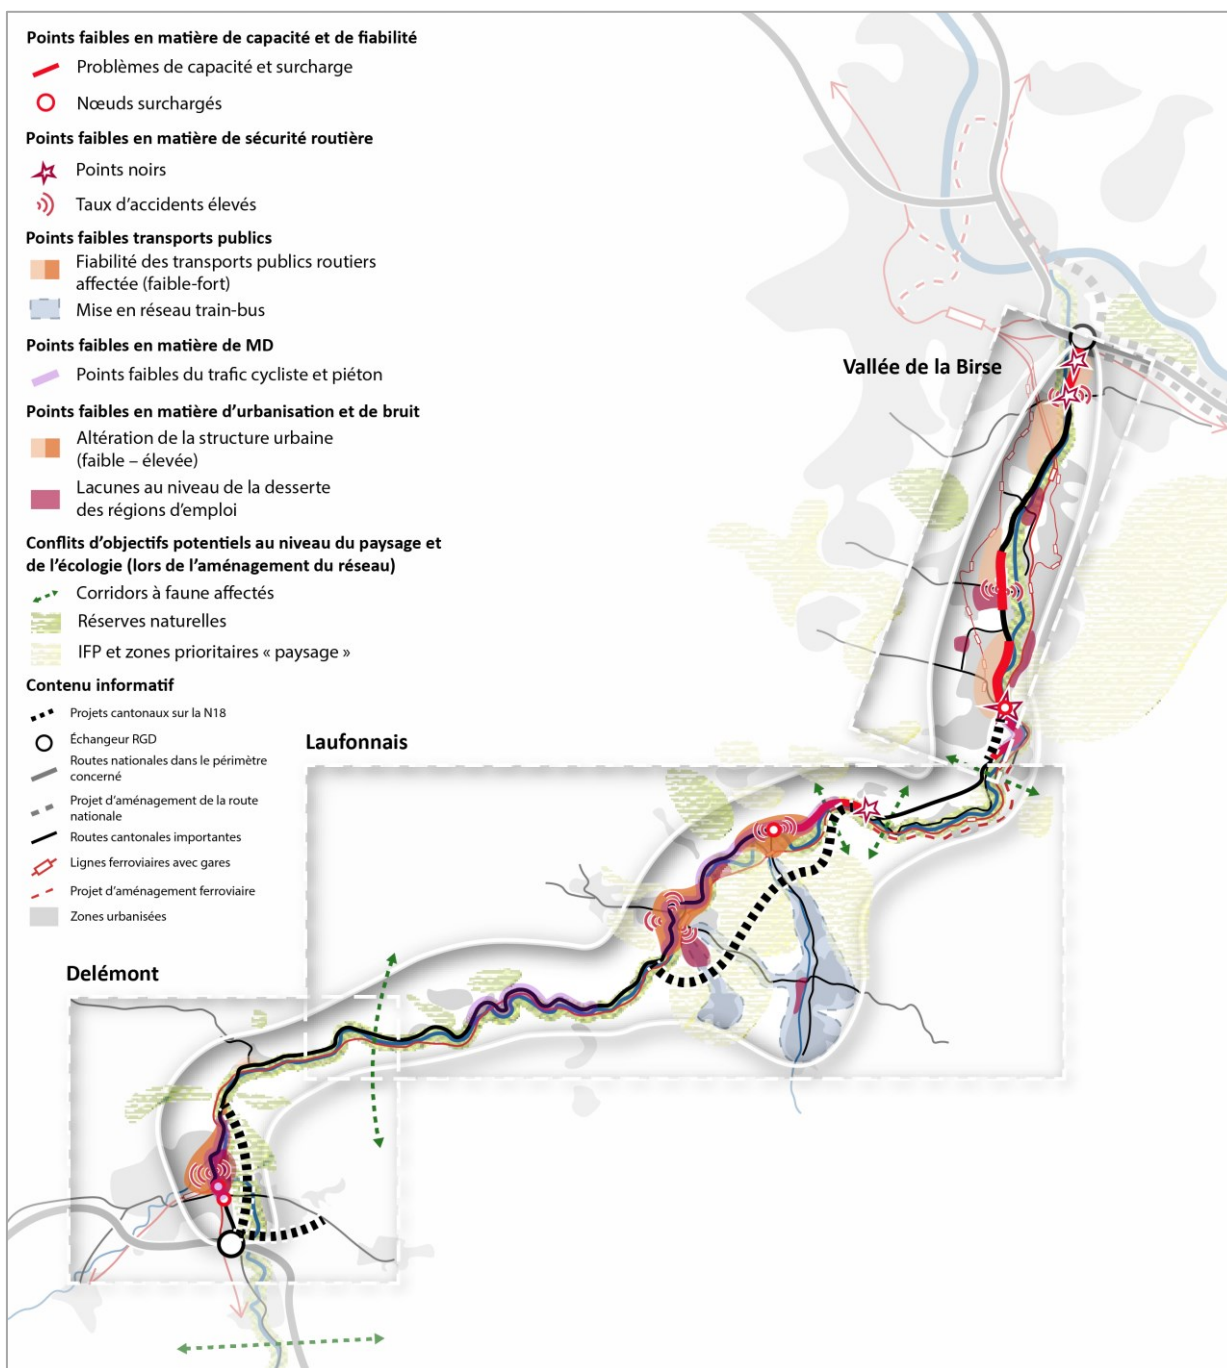 Points faibles en matière de capacité et de fiabilité
Problèmes de capacité et surcharge
Nœuds surchargés
Points faibles en matière de sécurité routière
Points noirs
Taux d’accidents élevés
Points faibles transports publics
Fiabilité des transports publics routiers
affectée (faible-fort)
Mise en réseau train-bus
Points faibles en matière de MD
Points faibles du trafic cycliste et piéton
Points faibles en matière d’urbanisation et de bruit
Altération de la structure urbaine
(faible – élevée)
Lacunes au niveau de la desserte
des régions d’emploi
Conflits d’objectifs potentiels au niveau du paysage et
de l’écologie (lors de l’aménagement du réseau)
Corridors à faune affectés
Réserves naturelles
IFP et zones prioritaires « paysage »
Contenu informatif
Projets cantonaux sur la N18
Échangeur RGD
Routes nationales dans le périmètre
concerné
Projet d’aménagement de la route
nationale
Routes cantonales importantes
Lignes ferroviaires avec gares
Projet d’aménagement ferroviaire
Zones urbanisées
Vallée de la Birse
Laufonnais
Delémont